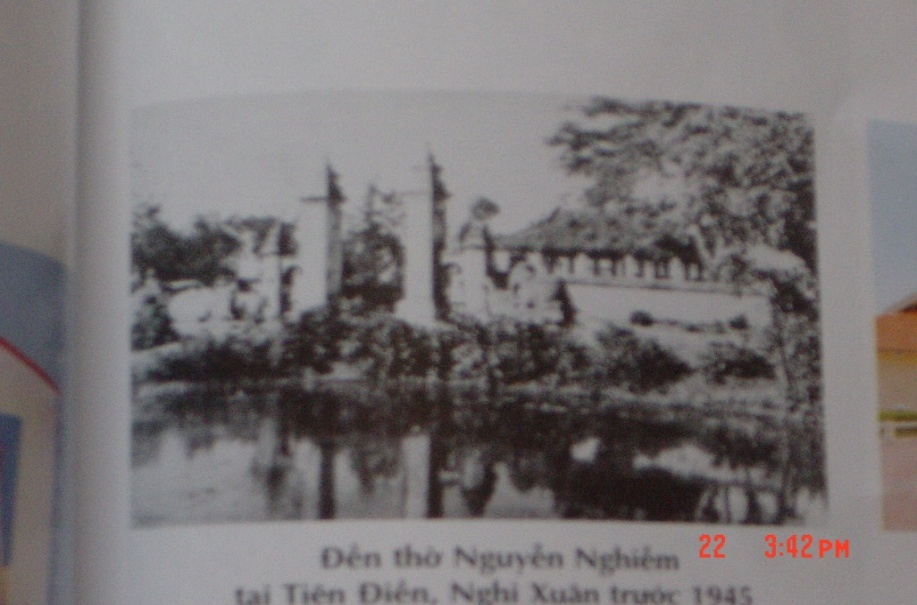 Đền thờ Nguyễn Nghiễm
tại Tiên Điền, Nghi Xuân trước 1945
22 3:42 PM